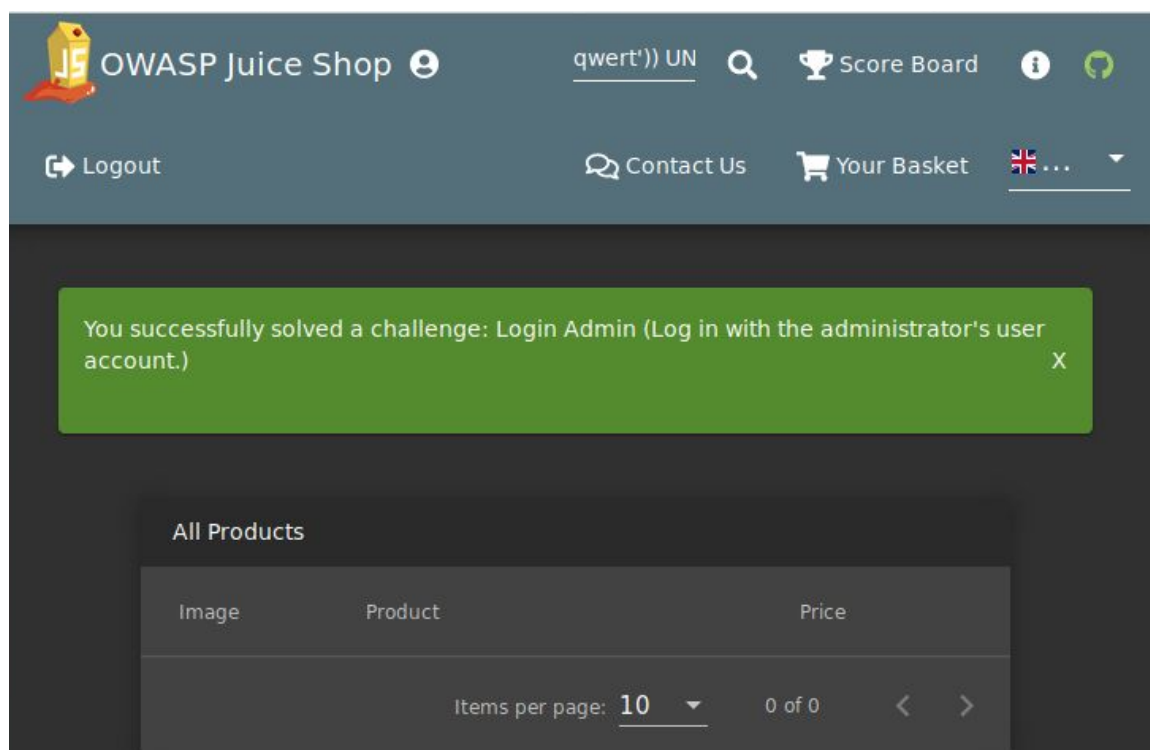 OWASP Juice Shop
qwert')) UN
Score Board
Logout
Contact Us
Your Basket
...
You successfully solved a challenge: Login Admin (Log in with the administrator's user
account.)
X
All Products
Image Product Price
Items per page: 10 0 of 0